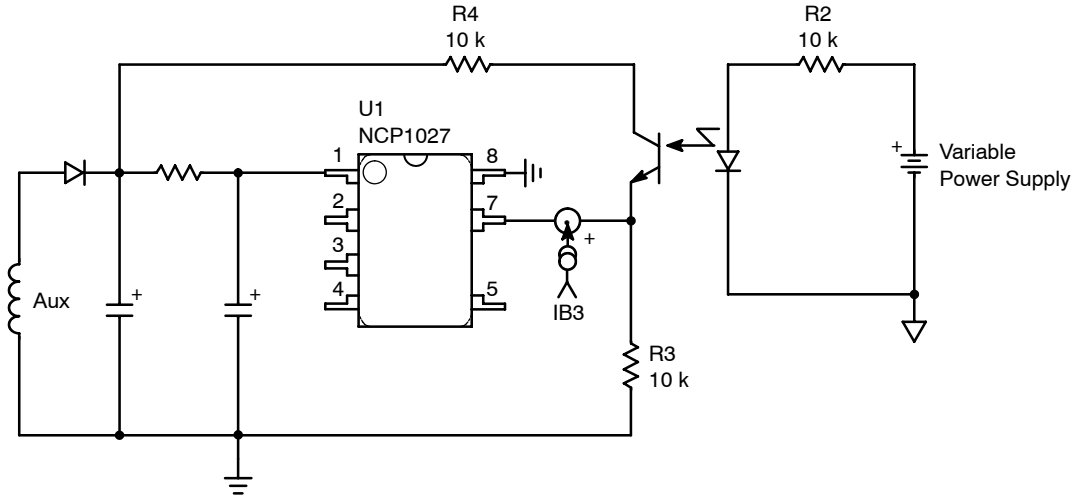 R4
10 k
R2
10 k
U1
NCP1027
1
8
+
Variable
Power Supply
2
7
+
3
4
5
Aux
+
+
IB3
R3
10 k